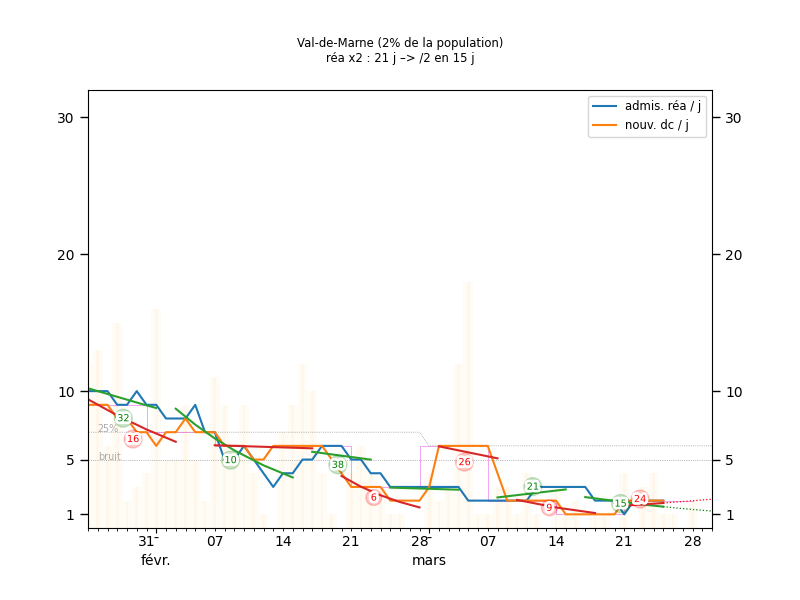 Val-de-Marne (2% de la population)
réa x2 : 21 j –> /2 en 15 j
admis. réa / j
nouv. dc / j
30 30
20 20
10 10
5 5
1 1
25%
bruit
32
16
10
38
6
26
21
9
15
24
31 07 14 21 28 07 14 21 28
févr. mars